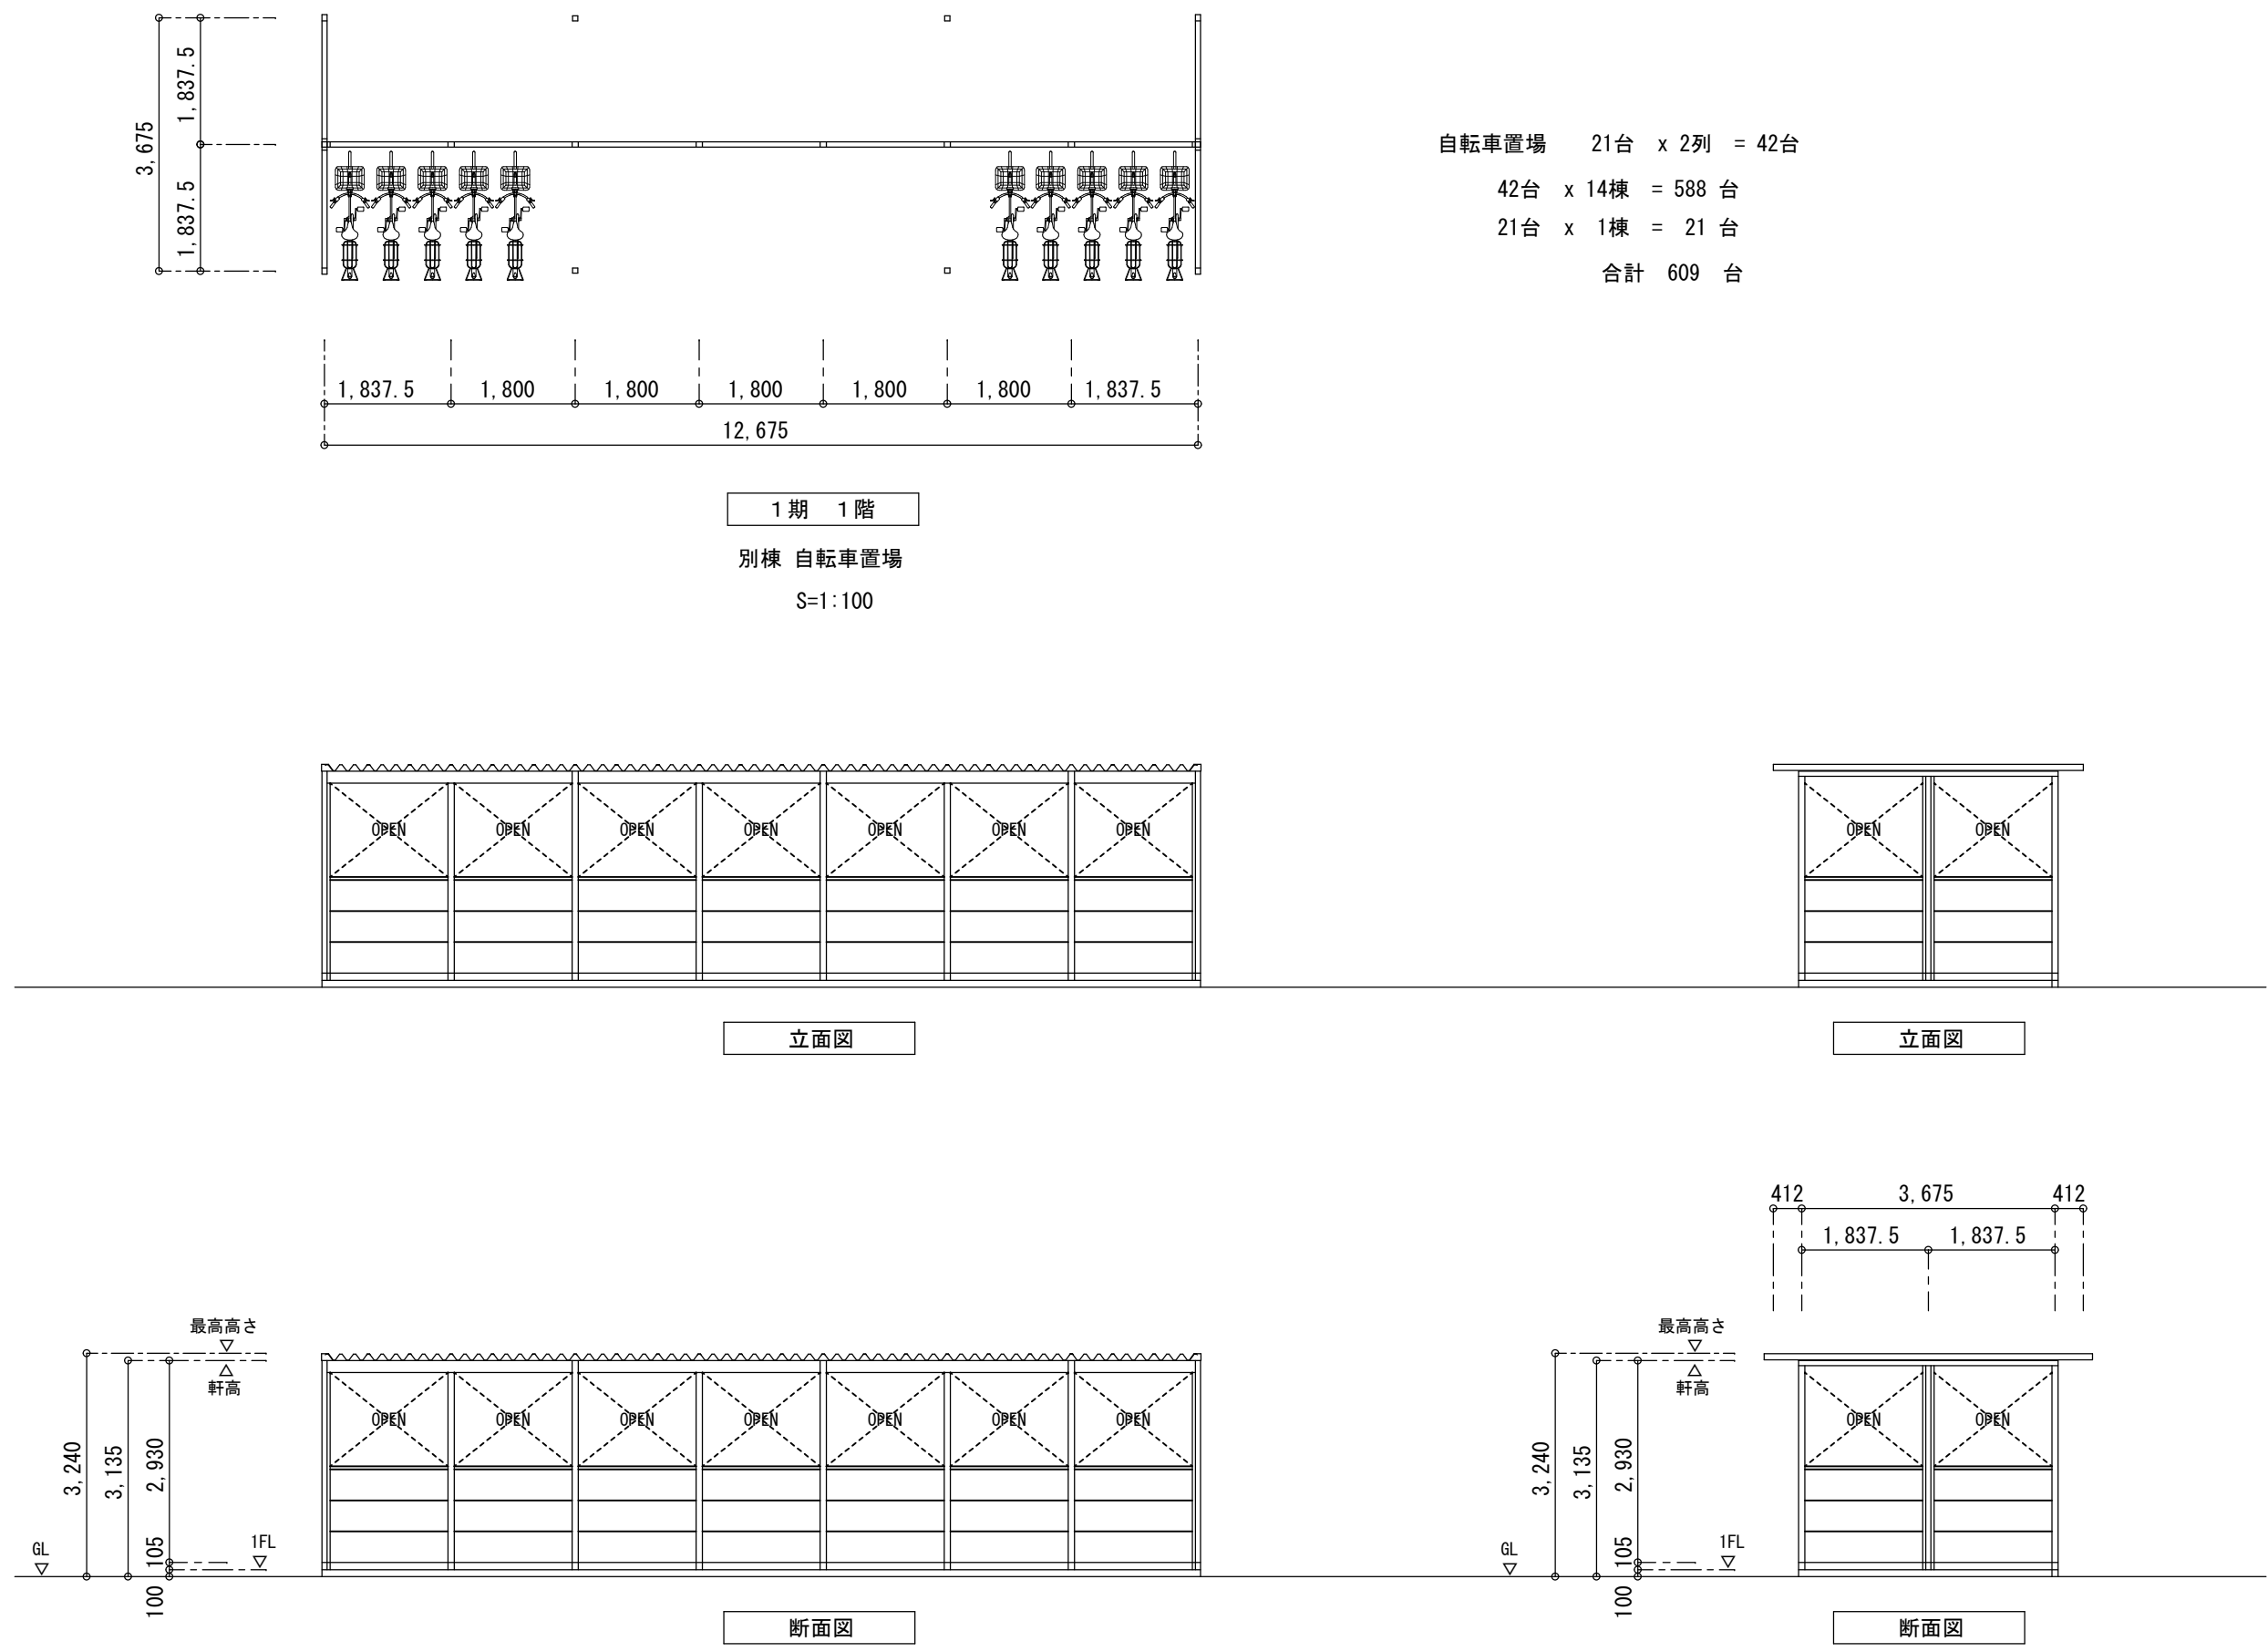 3,675
1,837.5
1,837.5
自転車置場 21台 x 2列 = 42台
42台 x 14棟 = 588 台
21台 x 1棟 = 21 台
合計 609 台
1,837.5 1,800 1,800 1,800 1,800 1,800 1,837.5
12,675
1期 1階
別棟 自転車置場
S=1:100
OPEN OPEN OPEN OPEN OPEN OPEN OPEN
OPEN OPEN
立面図
立面図
412 3,675 412
1,837.5 1,837.5
最高高さ
軒高
3,240
3,135
2,930
105
100
GL
1FL
OPEN OPEN OPEN OPEN OPEN OPEN OPEN
断面図
最高高さ
軒高
3,240
3,135
2,930
105
100
GL
1FL
OPEN OPEN
断面図